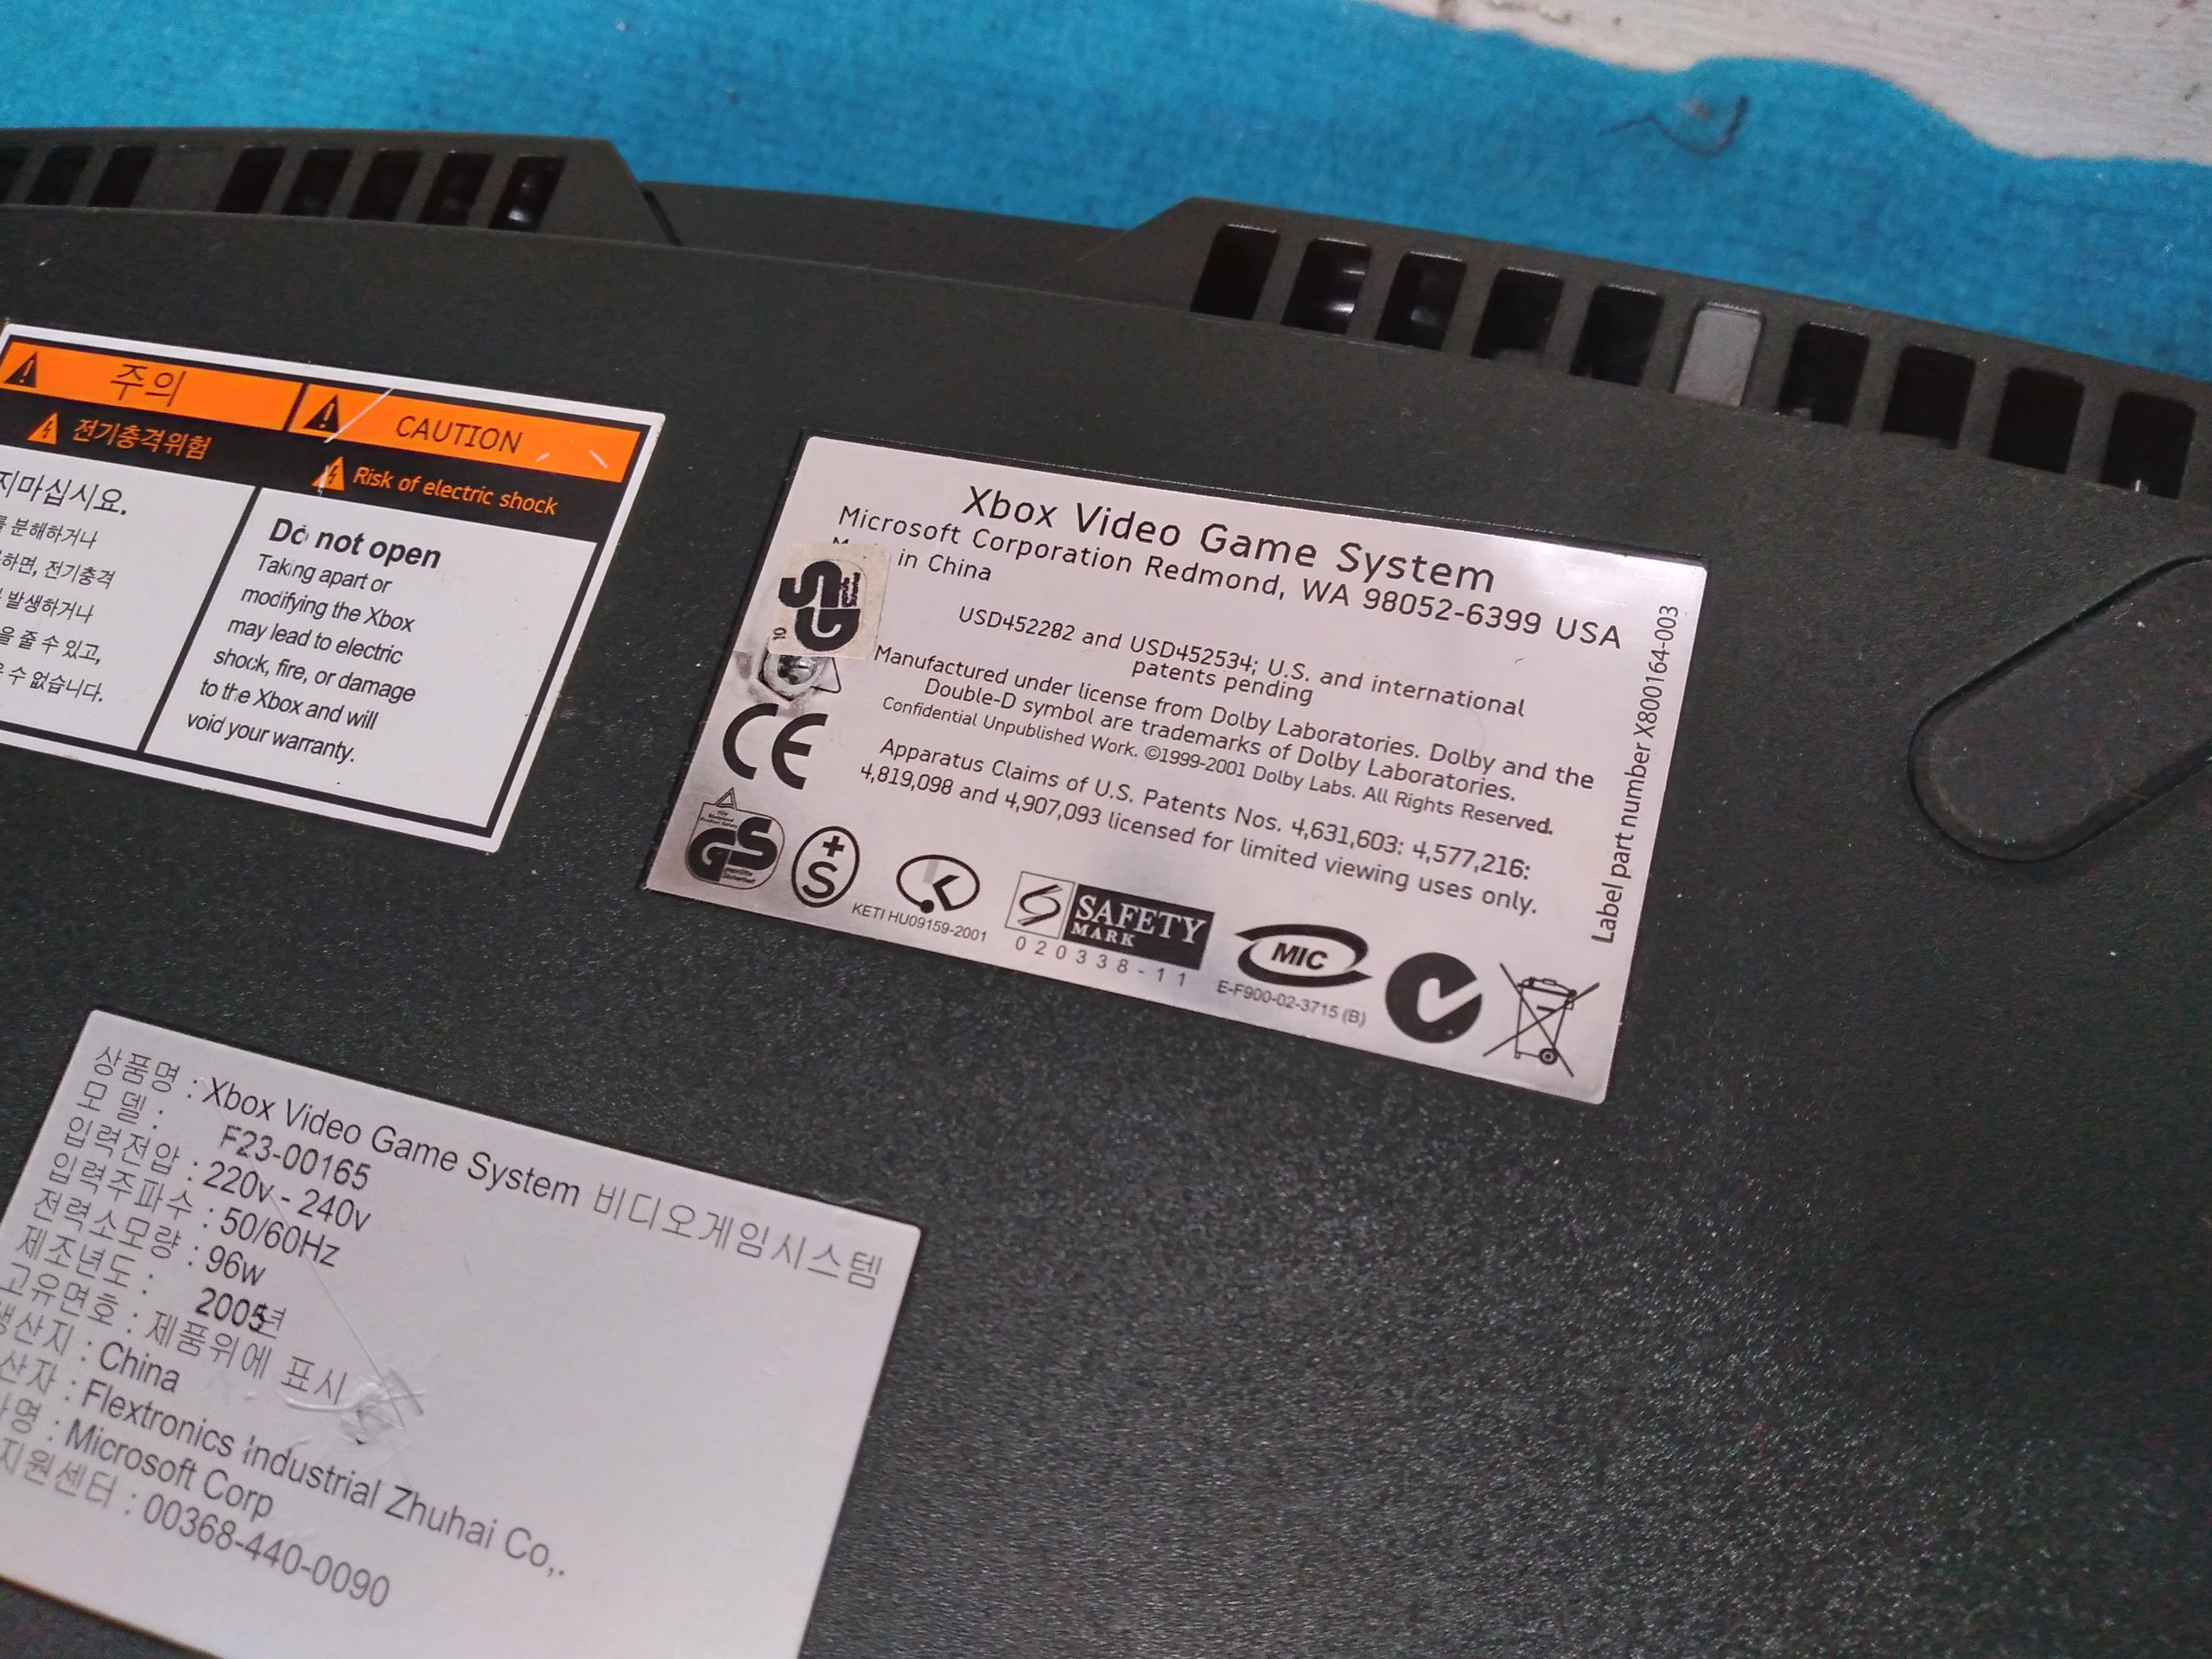 주의
전기충격위험
지마십시요.
분해하거나
하면, 전기충격
발생하거나
을 줄 수 있고,
수 없습니다.
CAUTION
Risk of electric shock
Do not open
Taking apart or
modifying the Xbox
may lead to electric
shock, fire, or damage
to the Xbox and will
void your warranty.
Xbox Video Game System
Microsoft Corporation Redmond, WA 98052-6399 USA
in China
USD452282 and USD452534; U.S. and international
patents pending
Manufactured under license from Dolby Laboratories. Dolby and the
Double-D symbol are trademarks of Dolby Laboratories.
Confidential Unpublished Work. ©1999-2001 Dolby Labs. All Rights Reserved.
Apparatus Claims of U.S. Patents Nos. 4,631,603: 4,577,216:
4,819,098 and 4,907,093 licensed for limited viewing uses only.
Label part number X800164-003
10
CE
GS
+
S
K
KETI HU09159-2001
SAFETY
MARK
020338-11
MIC
E-F900-02-3715 (B)
상품명 : Xbox Video Game System 비디오게임시스템
모 델 : F23-00165
입력전압 : 220v - 240v
입력주파수 : 50/60Hz
전력소모량 : 96w
제조년도 : 2005년
고유면호 : 제품위에 표시
생산지 : China
산자 : Flextronics Industrial Zhuhai Co,.
명 : Microsoft Corp
지원센터 : 00368-440-0090